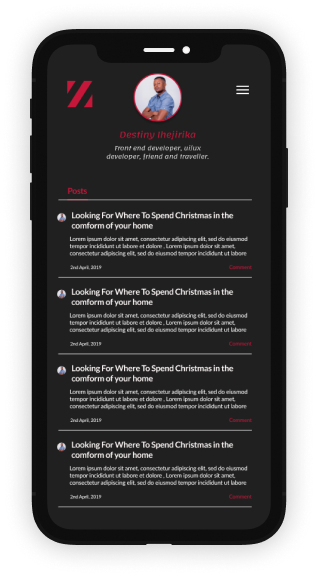 Destiny Ihejirika
Front end developer, uiux
developer, friend and traveller.
Posts
Looking For Where To Spend Christmas in the
comform of your home
Lorem ipsum dolor sit amet, consectetur adipiscing elit, sed do eiusmod
tempor incididunt ut labore et dolore , Lorem ipsum dolor sit amet,
consectetur adipiscing elit, sed do eiusmod tempor incididunt ut labore
2nd April, 2019
Comment
Looking For Where To Spend Christmas in the
comform of your home
Lorem ipsum dolor sit amet, consectetur adipiscing elit, sed do eiusmod
tempor incididunt ut labore et dolore , Lorem ipsum dolor sit amet,
consectetur adipiscing elit, sed do eiusmod tempor incididunt ut labore
2nd April, 2019
Comment
Looking For Where To Spend Christmas in the
comform of your home
Lorem ipsum dolor sit amet, consectetur adipiscing elit, sed do eiusmod
tempor incididunt ut labore et dolore , Lorem ipsum dolor sit amet,
consectetur adipiscing elit, sed do eiusmod tempor incididunt ut labore
2nd April, 2019
Comment
Looking For Where To Spend Christmas in the
comform of your home
Lorem ipsum dolor sit amet, consectetur adipiscing elit, sed do eiusmod
tempor incididunt ut labore et dolore , Lorem ipsum dolor sit amet,
consectetur adipiscing elit, sed do eiusmod tempor incididunt ut labore
2nd April, 2019
Comment